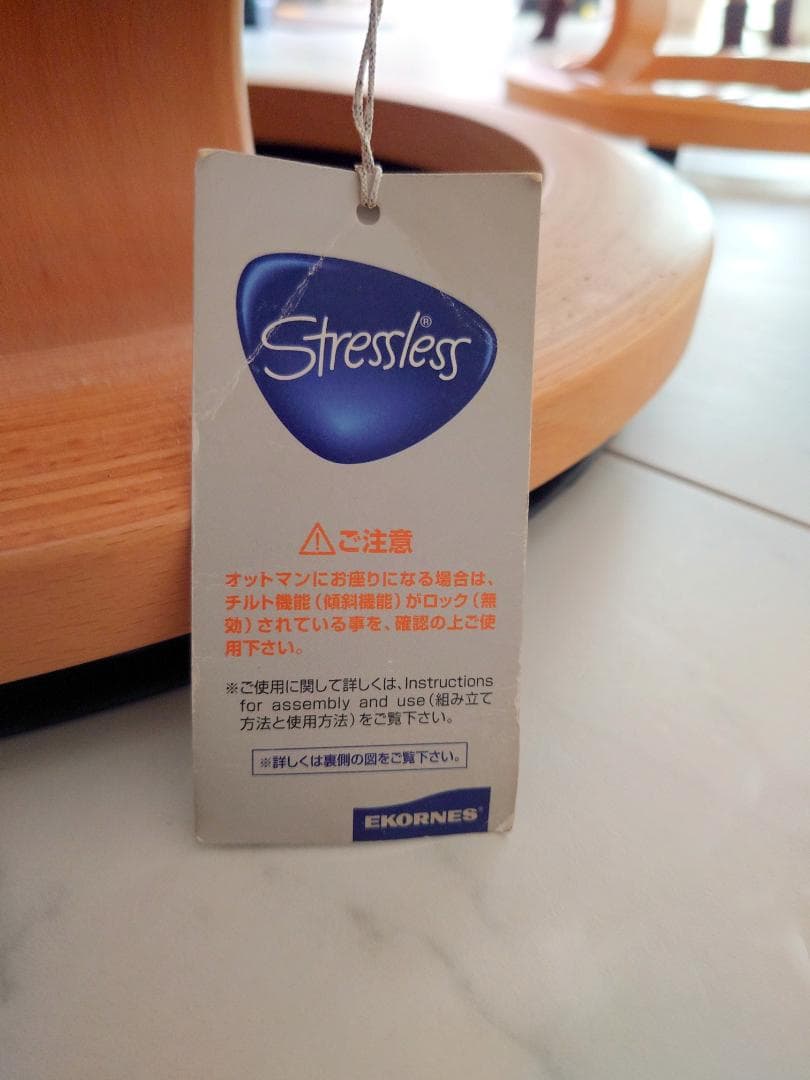 Stressless®
⚠ご注意
オットマンにお座りになる場合は、
チルト機能(傾斜機能)がロック(無
効)されている事を、確認の上ご使
用下さい。
※ご使用に関して詳しくは、Instructions
for assembly and use(組み立て
方法と使用方法)をご覧下さい。
※詳しくは裏側の図をご覧下さい。
EKORNES®